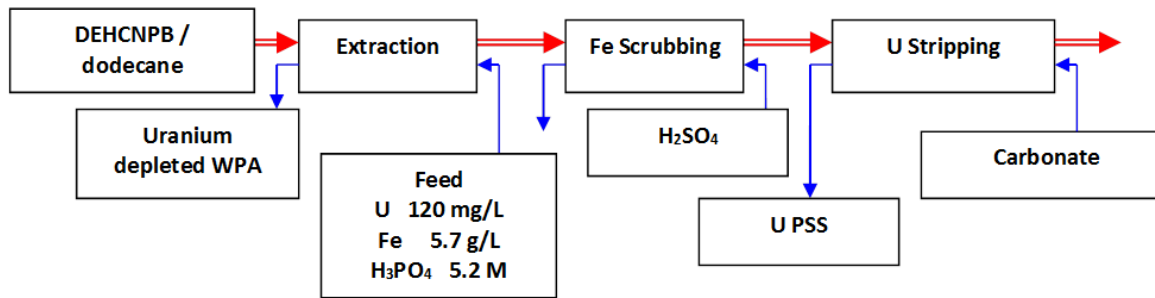 DEHCNPB /
dodecane
Extraction
Fe Scrubbing
U Stripping
Uranium
depleted WPA
Feed
U 120 mg/L
Fe 5.7 g/L
H₃PO₄ 5.2 M
H₂SO₄
U PSS
Carbonate